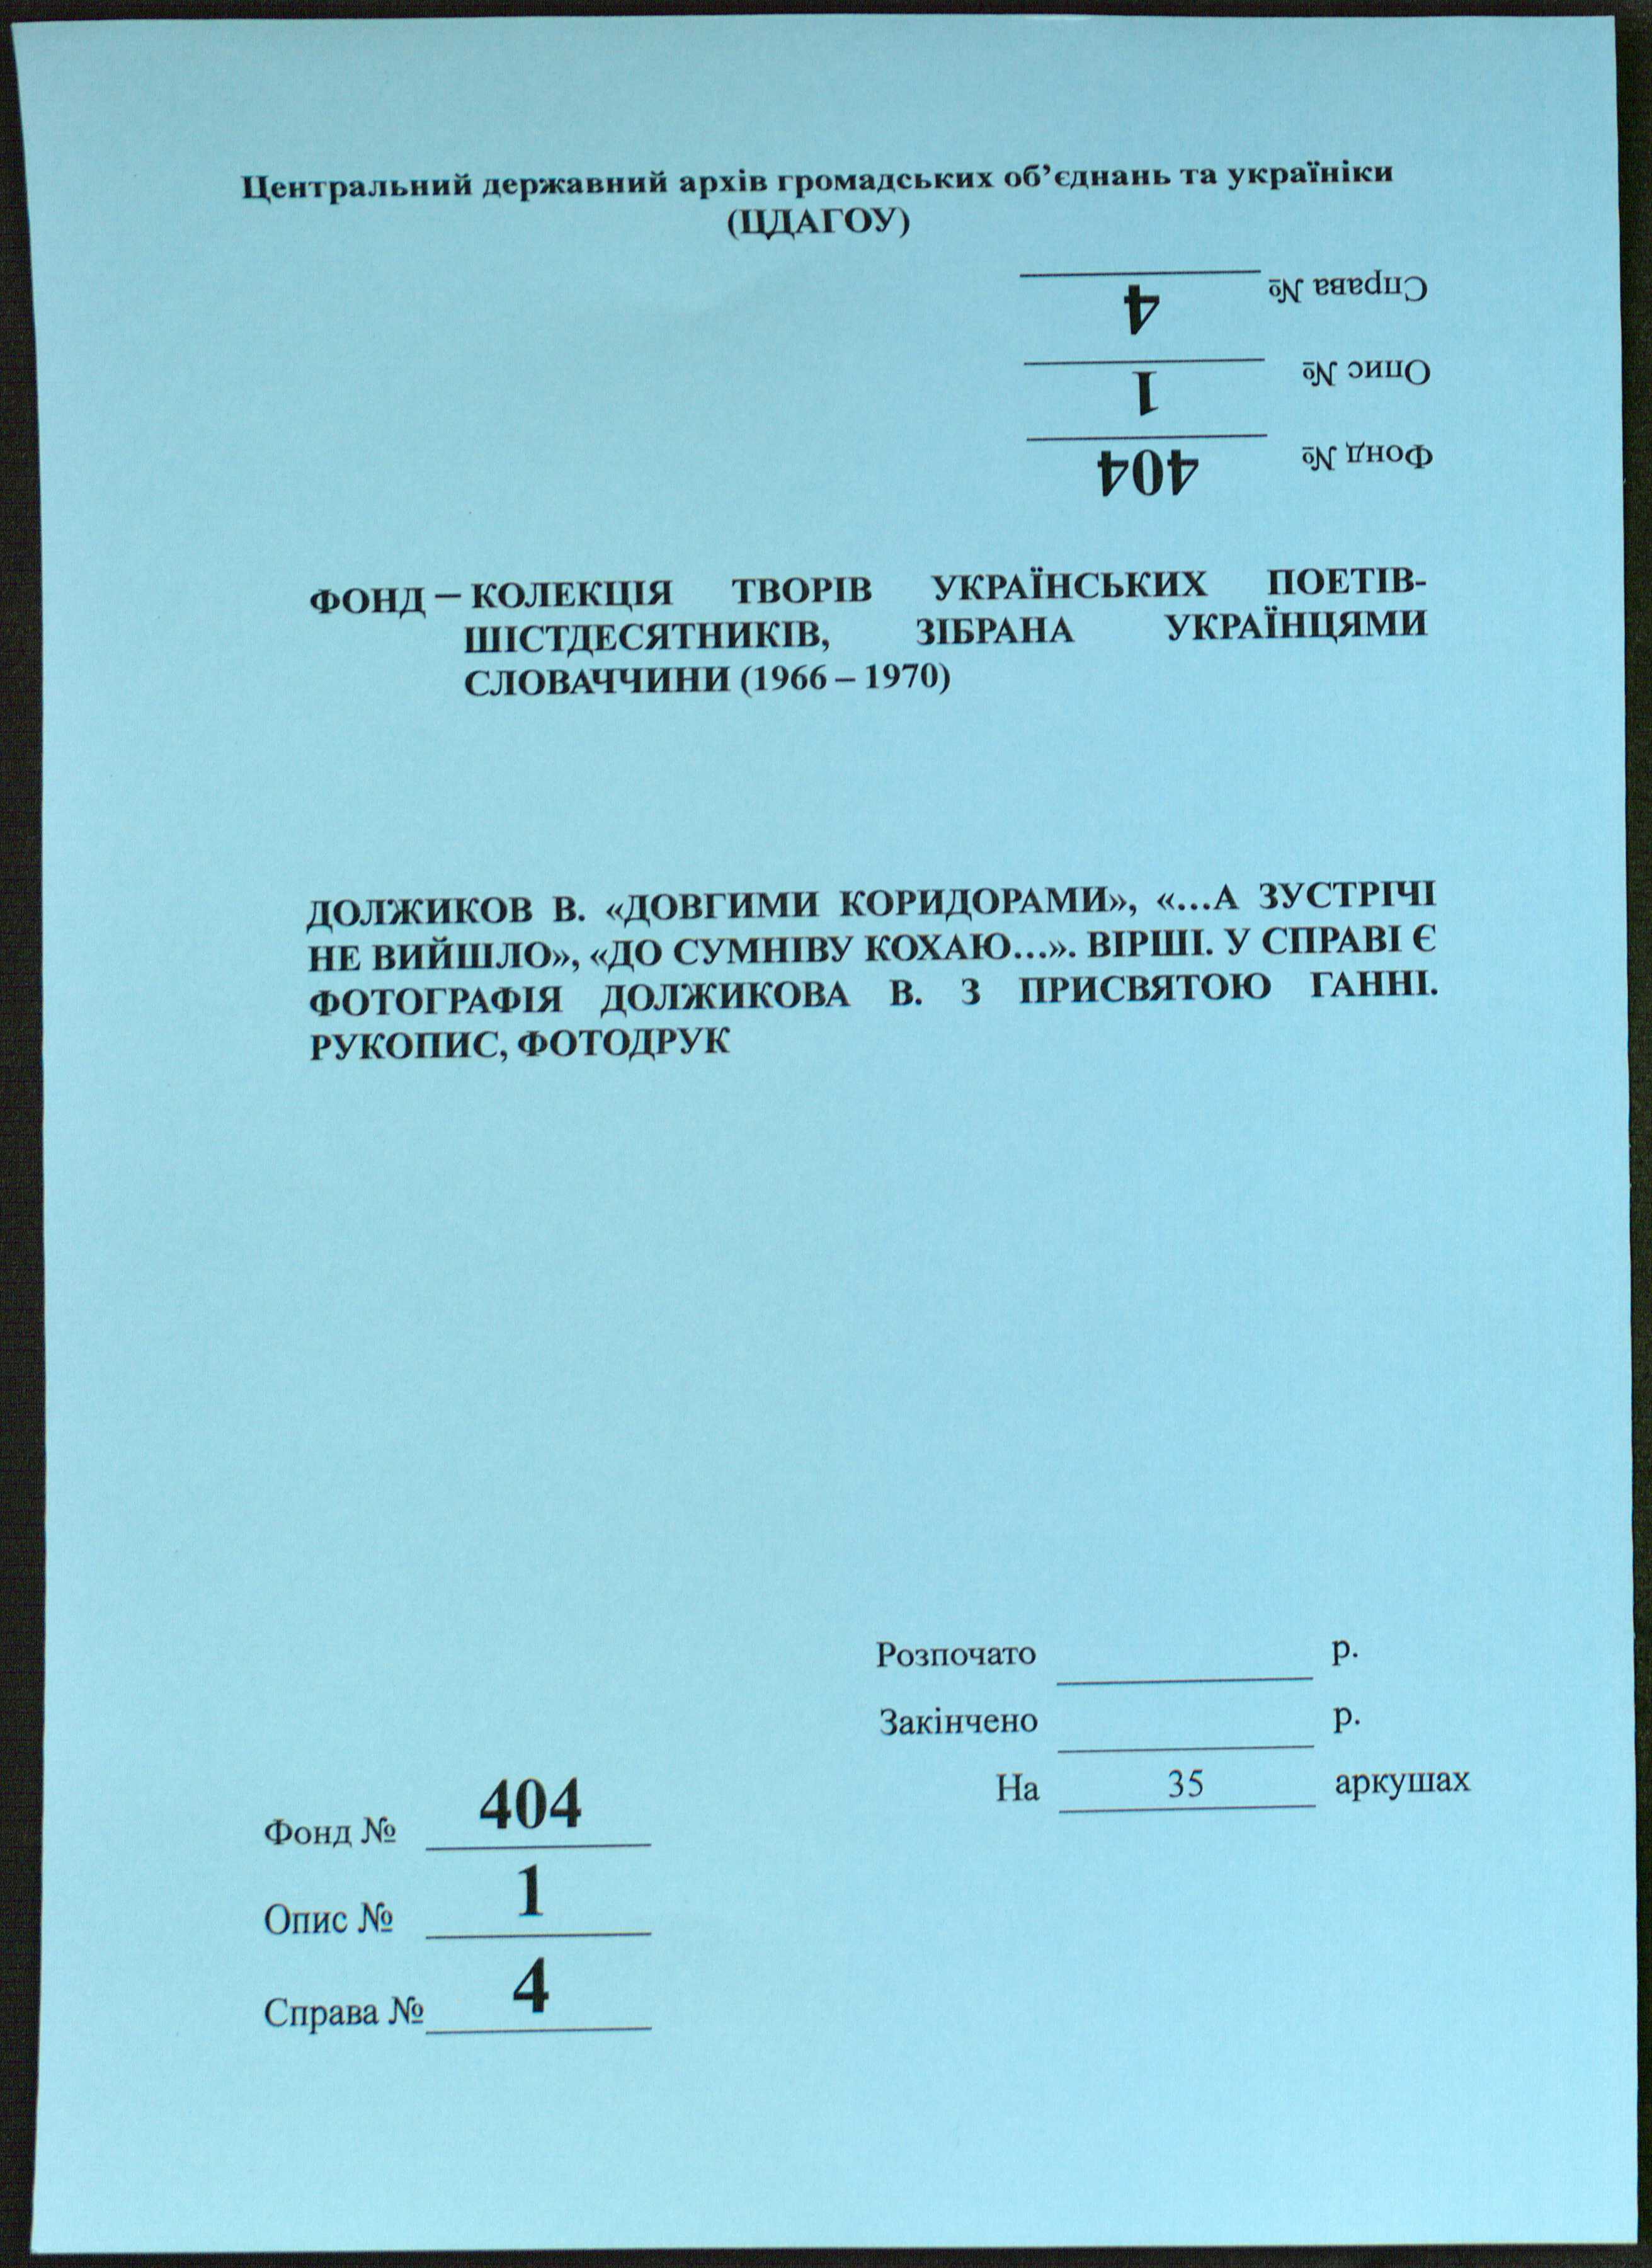 Центральний державний архів громадських об’єднань та україніки
(ЦДАГОУ)
Справа № 4
Опис № 1
Фонд № 404
ФОНД – КОЛЕКЦІЯ ТВОРІВ УКРАЇНСЬКИХ ПОЕТІВ-
ШІСТДЕСЯТНИКІВ, ЗІБРАНА УКРАЇНЦЯМИ
СЛОВАЧЧИНИ (1966 – 1970)
ДОЛЖИКОВ В. «ДОВГИМИ КОРИДОРАМИ», «...А ЗУСТРІЧІ
НЕ ВИЙШЛО», «ДО СУМНІВУ КОХАЮ...». ВІРШІ. У СПРАВІ Є
ФОТОГРАФІЯ ДОЛЖИКОВА В. З ПРИСВЯТОЮ ГАННІ.
РУКОПИС, ФОТОДРУК
Розпочато р.
Закінчено р.
На 35 аркушах
Фонд № 404
Опис № 1
Справа № 4